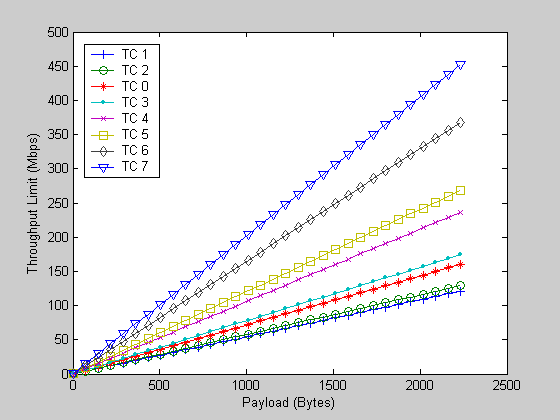 500
450
400
350
300
250
200
150
100
50
0
Throughput Limit (Mbps)
TC 1
TC 2
TC 0
TC 3
TC 4
TC 5
TC 6
TC 7
0
500
1000
1500
2000
2500
Payload (Bytes)